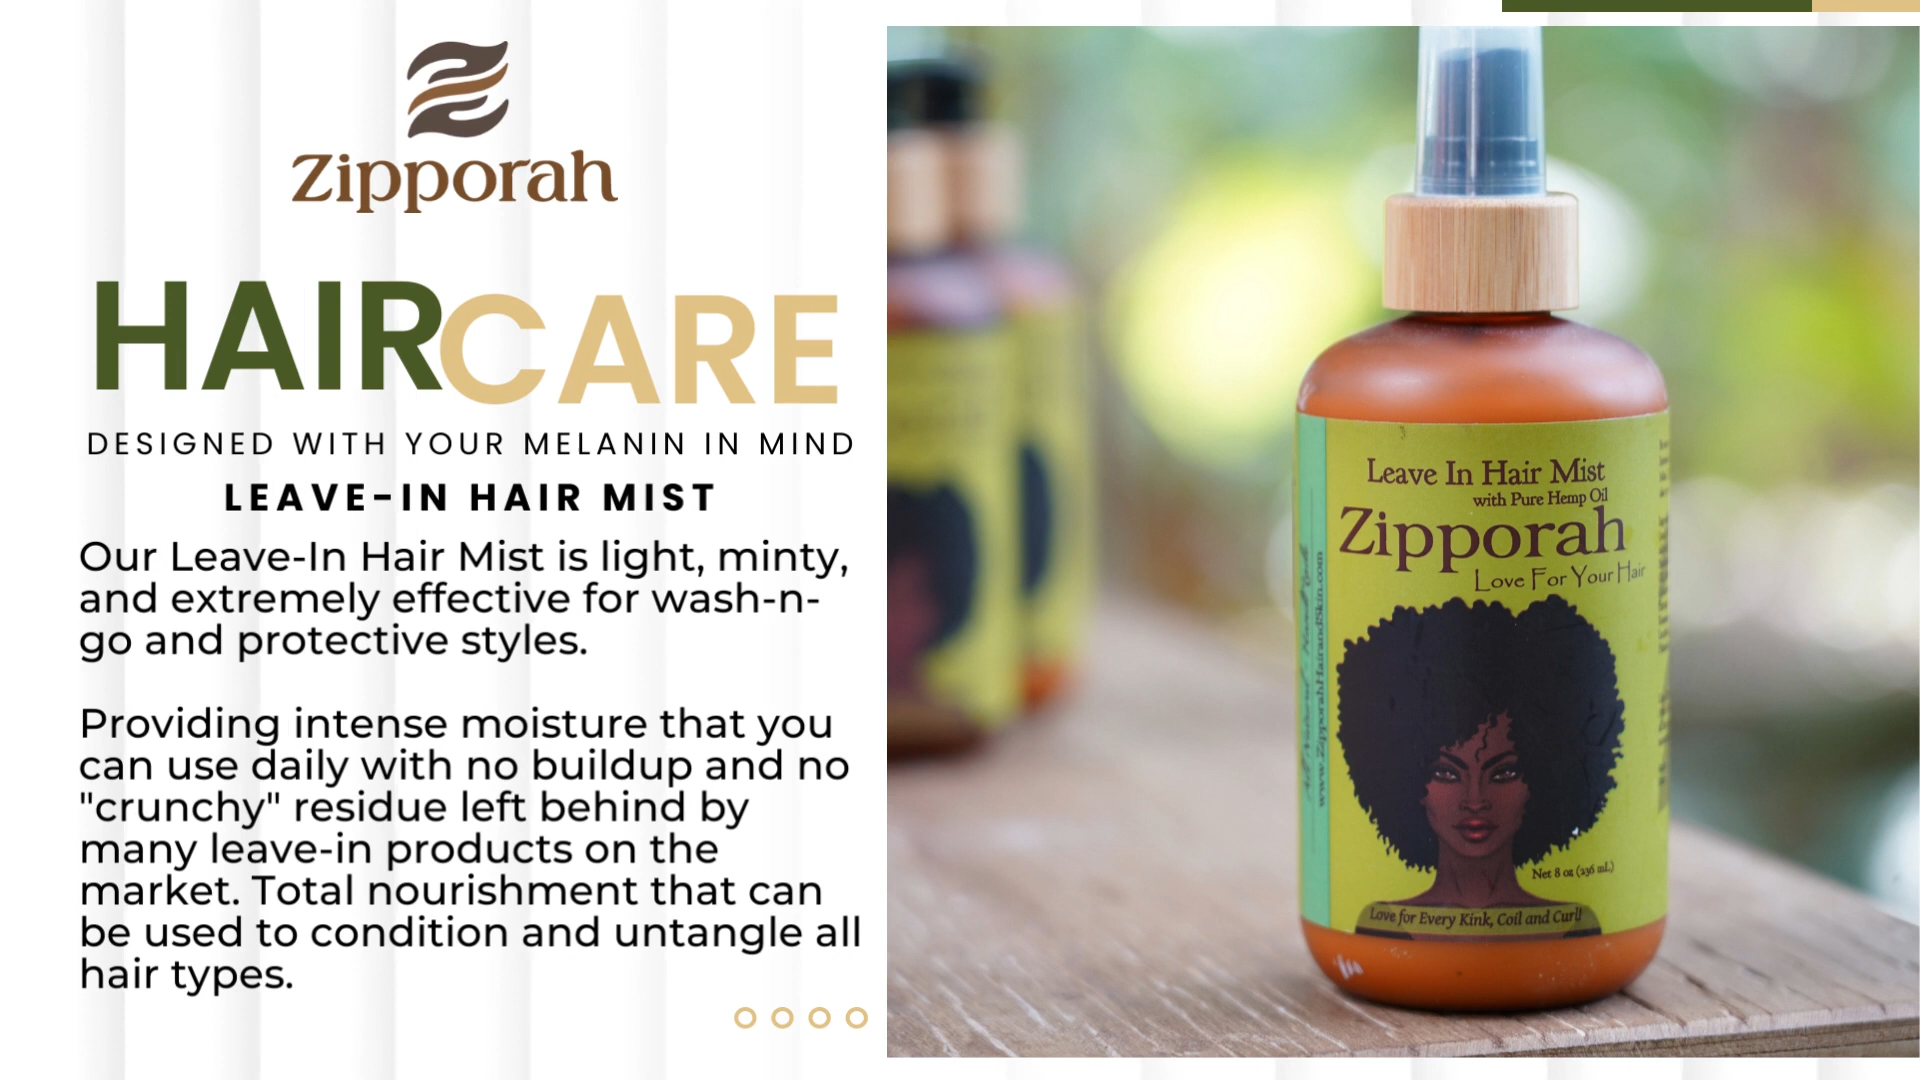 Zipporah
HAIRCARE
DESIGNED WITH YOUR MELANIN IN MIND
LEAVE-IN HAIR MIST
Our Leave-In Hair Mist is light, minty,
and extremely effective for wash-n-
go and protective styles.
Providing intense moisture that you
can use daily with no buildup and no
"crunchy" residue left behind by
many leave-in products on the
market. Total nourishment that can
be used to condition and untangle all
hair types.
Leave In Hair Mist
with Pure Hemp Oil
Zipporah
Love For Your Hair
www.ZipporahHairandSkin.com
Net 8 oz (236 mL)
Love for Every Kink, Coil and Curl!